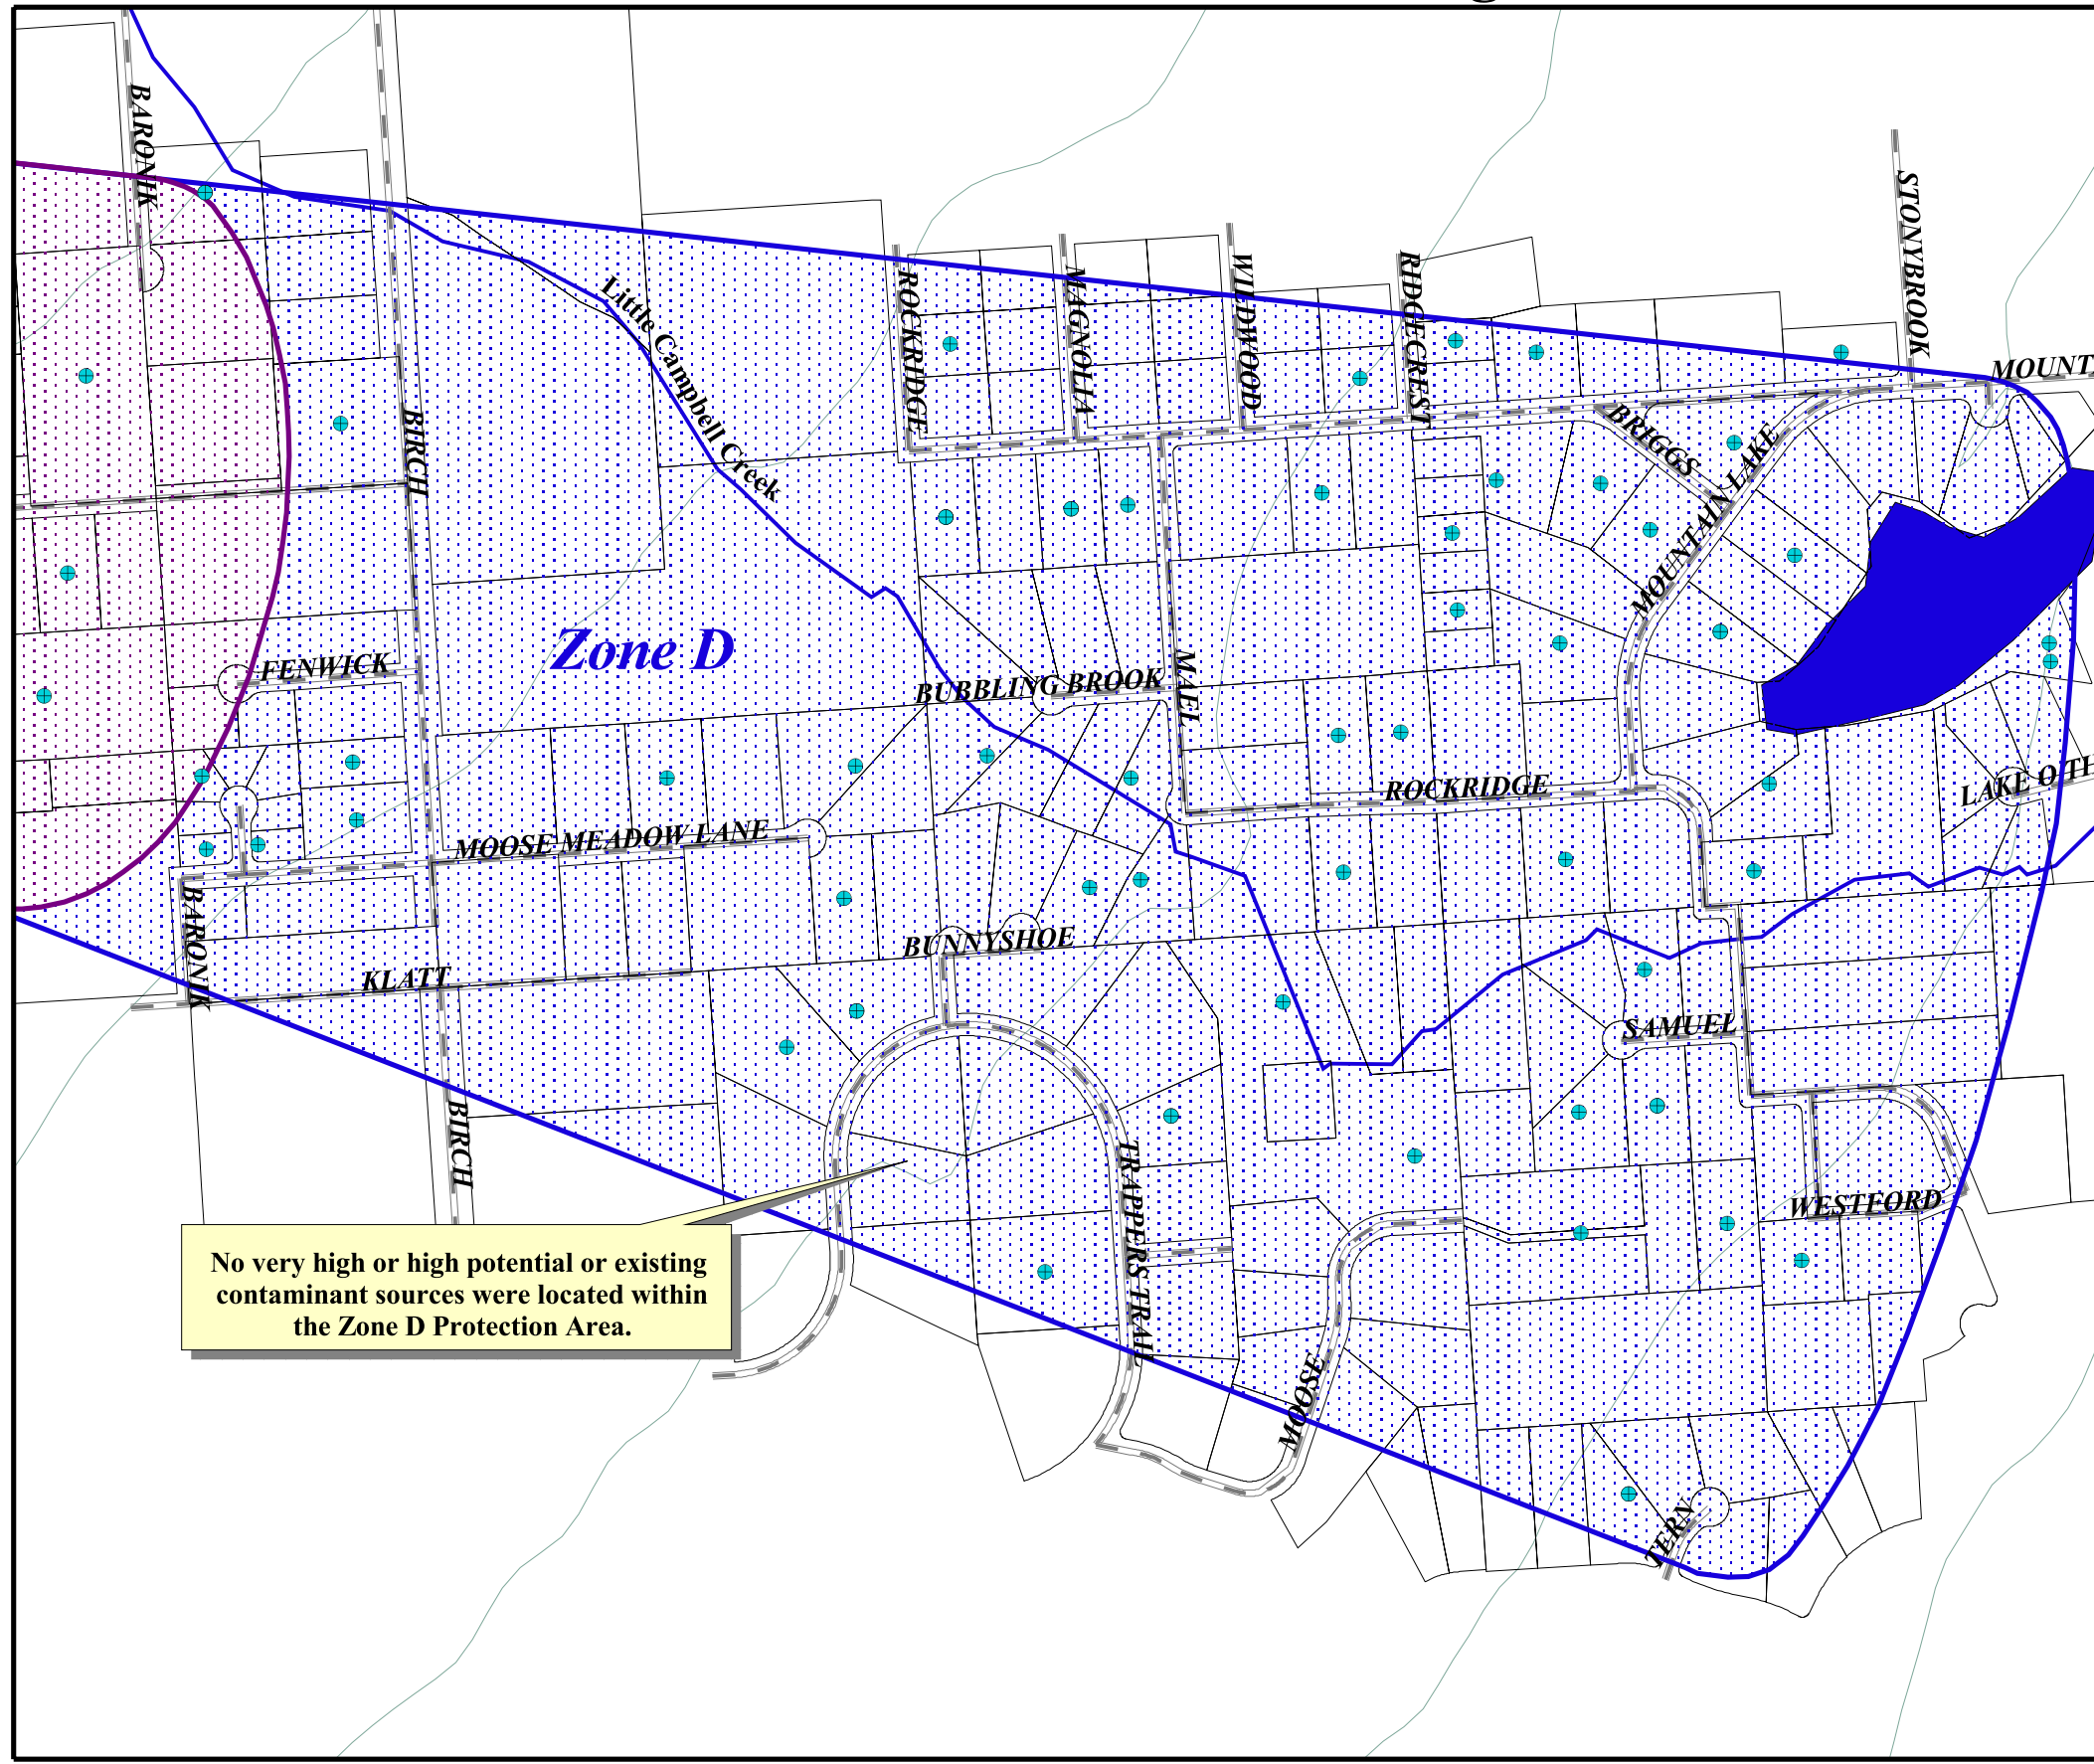 BARONIK
STONYBROOK
ROCKRIDGE
MAGNOLIA
WILDWOOD
RIDGECREST
Little Campbell Creek
MOUNT
BIRCH
BRIGGS
MOUNTAIN LAKE
Zone D
FENWICK
BUBBLING BROOK
MAEL
ROCKRIDGE
LAKE O TH
MOOSE MEADOW LANE
BARONIK
BUNNYSHOE
KLATT
SAMUEL
BIRCH
TRAPPERS TRAIL
WESTFORD
No very high or high potential or existing
contaminant sources were located within
the Zone D Protection Area.
MOOSE
TERN